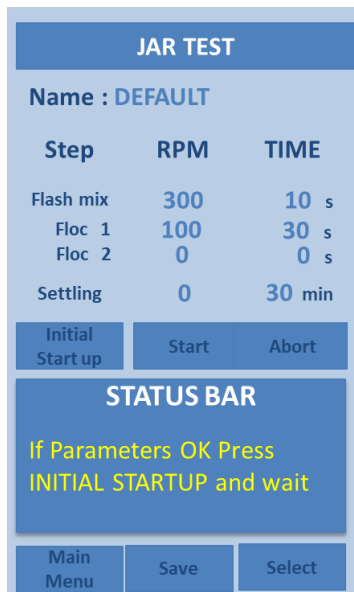 JAR TEST
Name : DEFAULT
Step RPM TIME
Flash mix 300 10 s
Floc 1 100 30 s
Floc 2 0 0 s
Settling 0 30 min
Initial Start up Start Abort
STATUS BAR
If Parameters OK Press
INITIAL STARTUP and wait
Main Menu Save Select